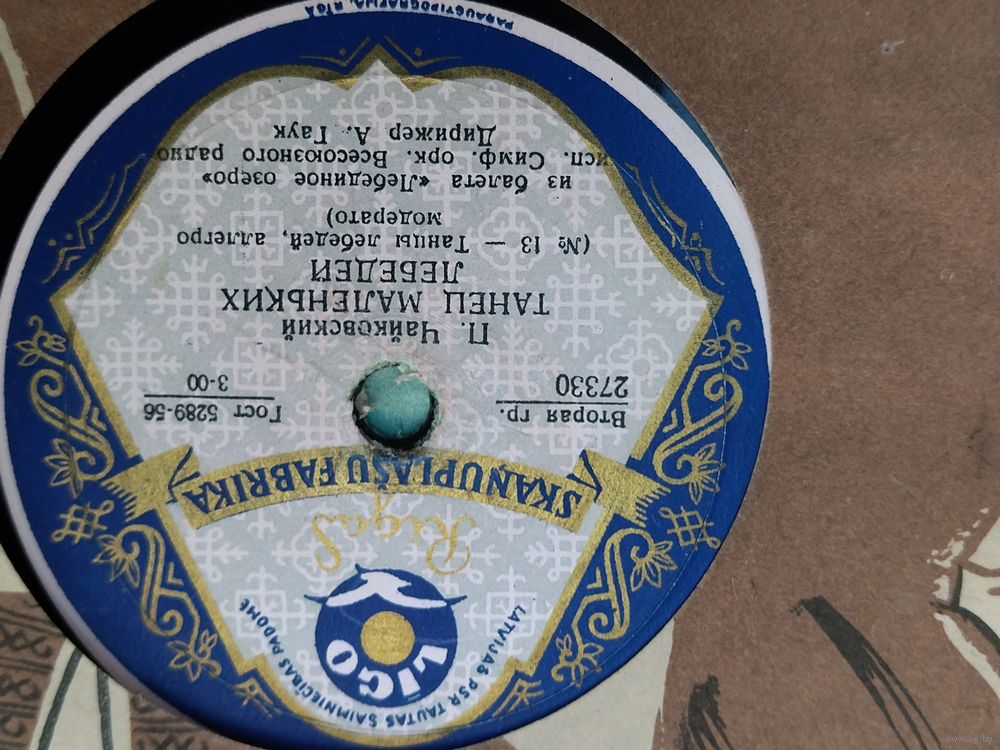 LATVIJAS PSR TAUTAS SAIMNIECĪBAS PADOME
LĪGO
Rīgas
SKAŅUPLAŠU FABRIKA
Вторая гр. Гост 5289-56
27330 3-00
П. Чайковский
ТАНЕЦ МАЛЕНЬКИХ
ЛЕБЕДЕЙ
(№ 13 — Танцы лебедей, аллегро
модерато)
из балета «Лебединое озеро»
исп. Симф. орк. Всесоюзного радио
Дирижер А. Гаук
PARAUGTIPOGRAFIJA, RĪGĀ